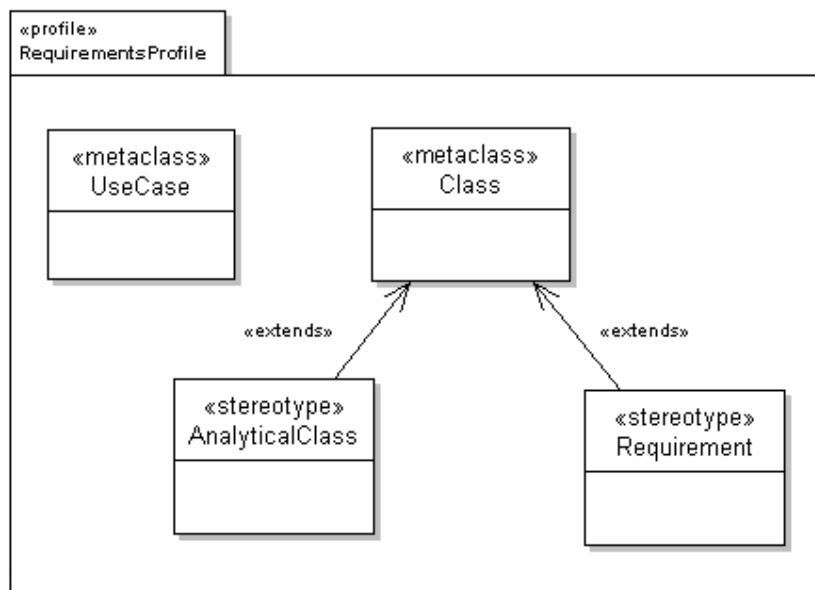 «profile»
RequirementsProfile
«metaclass»
UseCase
«metaclass»
Class
«extends»
«extends»
«stereotype»
AnalyticalClass
«stereotype»
Requirement